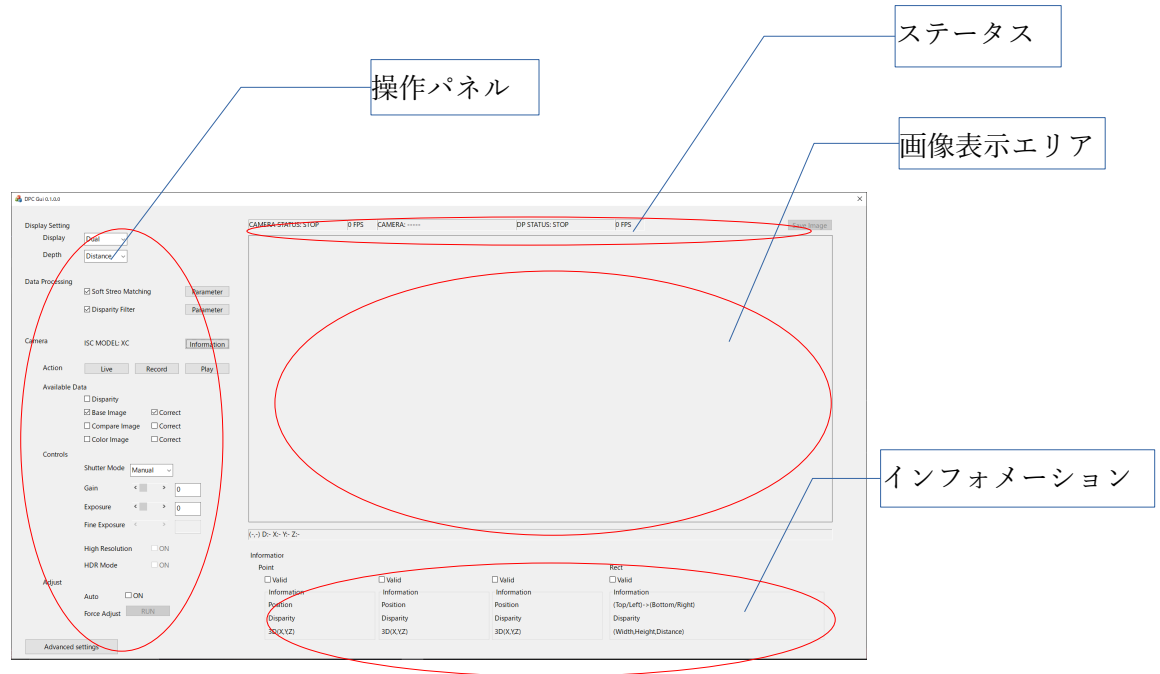 ステータス
操作パネル
画像表示エリア
DPC Gui 0.1.0.0
Display Setting
Display Dual
Depth Distance
Data Processing
Soft Streo Matching Parameter
Disparity Filter Parameter
Camera ISC MODEL: XC Information
Action Live Record Play
Available Data
Disparity
Base Image Correct
Compare Image Correct
Color Image Correct
Controls
Shutter Mode Manual
Gain 0
Exposure 0
Fine Exposure
High Resolution ON
HDR Mode ON
Adjust
Auto ON
Force Adjust RUN
Advanced settings
CAMERA STATUS: STOP 0 FPS CAMERA: ----- DP STATUS: STOP 0 FPS Save Image
(-,-) D:- X:- Y:- Z:-
インフォメーション
Information
Point Rect
Valid Valid Valid Valid
Information Information Information Information
Position Position Position (Top/Left)->(Bottom/Right)
Disparity Disparity Disparity Disparity
3D(X,Y,Z) 3D(X,Y,Z) 3D(X,Y,Z) (Width,Height,Distance)